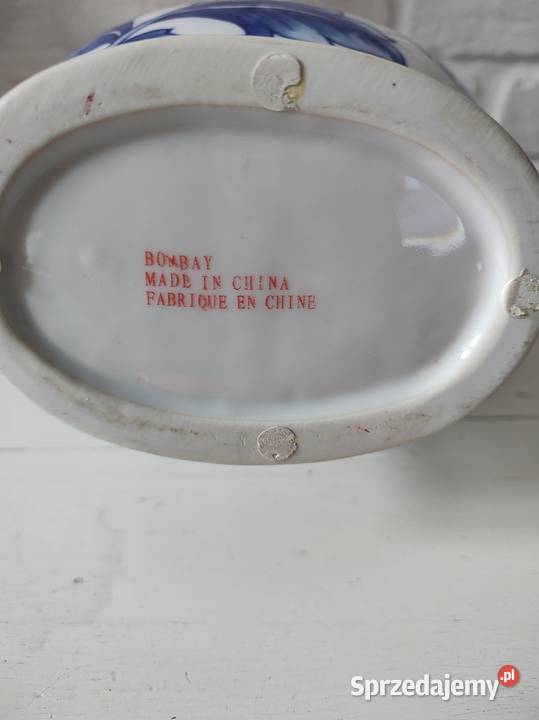 BOMBAY
MADE IN CHINA
FABRIQUE EN CHINE
Sprzedajemy.pl